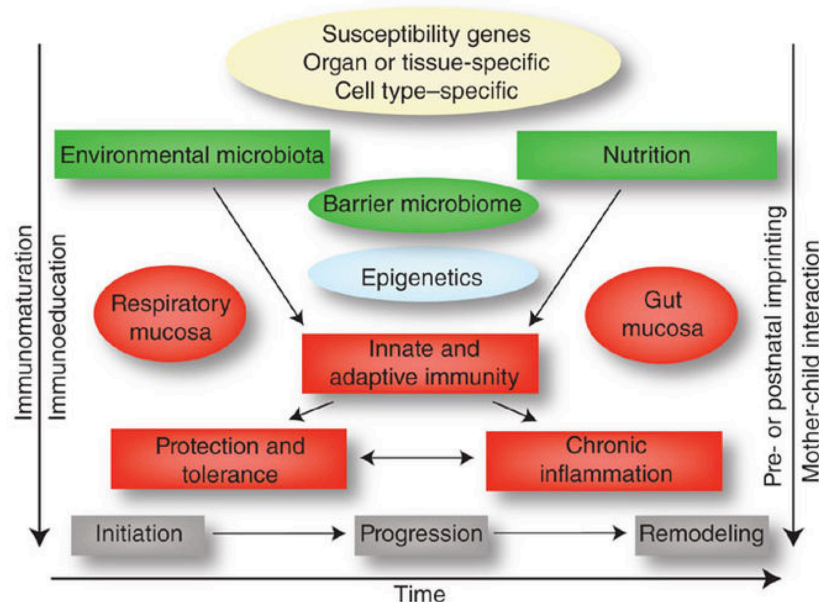 Susceptibility genes
Organ or tissue-specific
Cell type–specific
Environmental microbiota
Nutrition
Barrier microbiome
Epigenetics
Respiratory
mucosa
Gut
mucosa
Innate and
adaptive immunity
Protection and
tolerance
Chronic
inflammation
Initiation
Progression
Remodeling
Time
Immunomaturation
Immunoeducation
Pre- or postnatal imprinting
Mother-child interaction